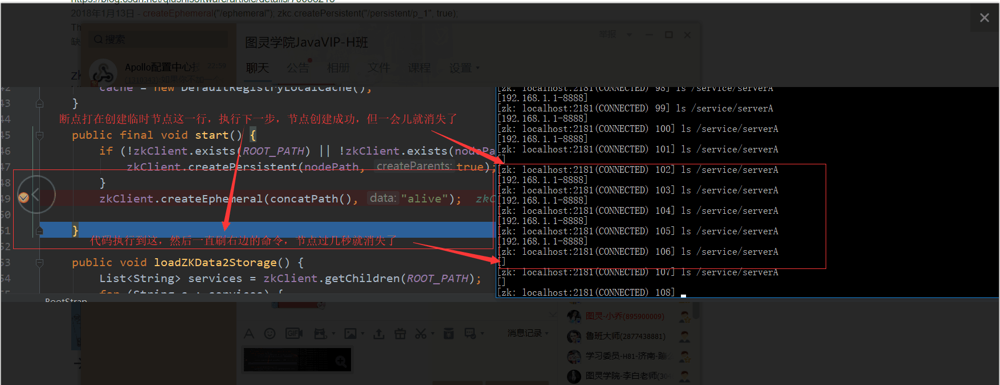 2018年1月13日 - createEphemeral("/ephemeral"); zkc createPersistent("/persistent/p_1", true);
Th
缺
搜索
图灵学院JavaVIP-H班
举报
Apollo配置中心
22:59
聊天 公告 相册 文件 课程 设置
zk
42 cache = new DefaultRegistryLocalCache();
43 }
44
断点打在创建临时节点这一行，执行下一步，节点创建成功，但一会儿就消失了
45 public final void start() {
46 if (!zkClient.exists(ROOT_PATH) || !zkClient.exists(nodePa
47 zkClient.createPersistent(nodePath, createParents: true);
48 }
49 zkClient.createEphemeral(concatPath(), data: "alive"); zkC
50
51 }
代码执行到这，然后一直刷右边的命令，节点过几秒就消失了
52
53 public void loadZKData2Storage() {
54 List<String> services = zkClient.getChildren(ROOT_PATH);
55 for (String s : services) {
BootStrap
[zk: localhost:2181(CONNECTED) 98] ls /service/serverA
[192.168.1.1-8888]
[zk: localhost:2181(CONNECTED) 99] ls /service/serverA
[192.168.1.1-8888]
[zk: localhost:2181(CONNECTED) 100] ls /service/serverA
[192.168.1.1-8888]
[zk: localhost:2181(CONNECTED) 101] ls /service/serverA
[]
[zk: localhost:2181(CONNECTED) 102] ls /service/serverA
[192.168.1.1-8888]
[zk: localhost:2181(CONNECTED) 103] ls /service/serverA
[192.168.1.1-8888]
[zk: localhost:2181(CONNECTED) 104] ls /service/serverA
[192.168.1.1-8888]
[zk: localhost:2181(CONNECTED) 105] ls /service/serverA
[192.168.1.1-8888]
[zk: localhost:2181(CONNECTED) 106] ls /service/serverA
[]
[zk: localhost:2181(CONNECTED) 107] ls /service/serverA
[]
[zk: localhost:2181(CONNECTED) 108]
GIF
消息记录
图灵-小乔(895900009)
鲁班大师(2877438881)
学习委员-H81-济南-蹦
图灵学院-李白老师(30